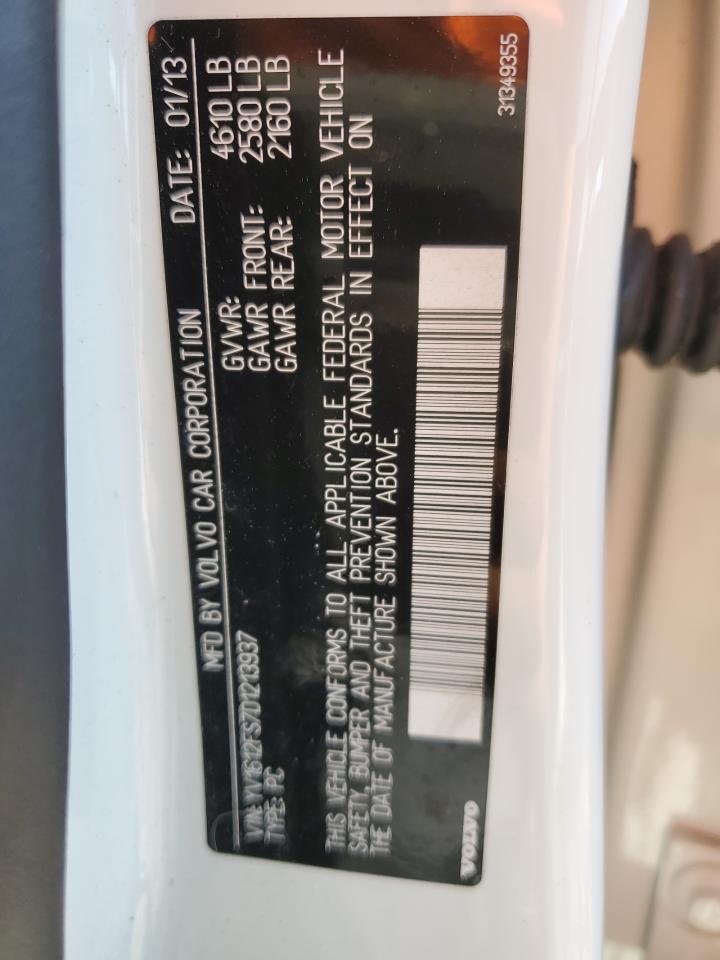 MFD BY VOLVO CAR CORPORATION DATE: 01/13
GVWR: 4610 LB
VIN: YV1612FS7D1213937 GAWR FRONT: 2580 LB
TYPE: PC GAWR REAR: 2160 LB
THIS VEHICLE CONFORMS TO ALL APPLICABLE FEDERAL MOTOR VEHICLE
SAFETY, BUMPER AND THEFT PREVENTION STANDARDS IN EFFECT ON
THE DATE OF MANUFACTURE SHOWN ABOVE.
VOLVO 31349355